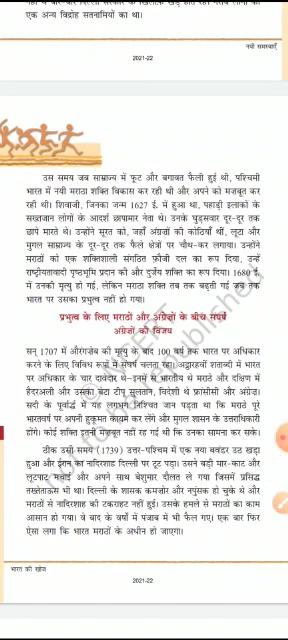 एक अन्य विद्रोह सतनामियों का था।
नयी समस्याएँ
2021-22
उस समय जब साम्राज्य में फूट और बगावत फैली हुई थी, पश्चिमी
भारत में नयी मराठा शक्ति विकास कर रही थी और अपने को मजबूत कर
रही थी। शिवाजी, जिनका जन्म 1627 ई. में हुआ था, पहाड़ी इलाकों के
सख्तजान लोगों के आदर्श छापामार नेता थे। उनके घुड़सवार दूर-दूर तक
छापे मारते थे। उन्होंने सूरत को, जहाँ अंग्रेजों की कोठियाँ थीं, लूटा और
मुगल साम्राज्य के दूर-दूर तक फैले क्षेत्रों पर चौथ-कर लगाया। उन्होंने
मराठों को एक शक्तिशाली संगठित फ़ौजी दल का रूप दिया, उन्हें
राष्ट्रीयतावादी पृष्ठभूमि प्रदान की और दुर्जेय शक्ति का रूप दिया। 1680 ई.
में उनकी मृत्यु हो गई, लेकिन मराठा शक्ति तब तक बढ़ती गई जब तक
भारत पर उसका प्रभुत्व नहीं हो गया।
प्रभुत्व के लिए मराठों और अंग्रेजों के बीच संघर्ष
अंग्रेजों की विजय
सन् 1707 में औरंगजेब की मृत्यु के बाद 100 वर्ष तक भारत पर अधिकार
करने के लिए विविध रूपों में संघर्ष चलता रहा। अट्ठारहवीं शताब्दी में भारत
पर अधिकार के चार दावेदार थे–इनमें से भारतीय थे मराठे और दक्षिण में
हैदरअली और उसका बेटा टीपू सुल्तान, विदेशी थे फ़्रांसीसी और अंग्रेज।
सदी के पूर्वार्द्ध में यह लगभग निश्चित जान पड़ता था कि मराठे पूरे
भारतवर्ष पर अपनी हुकूमत कायम कर लेंगे और मुगल शासन के उत्तराधिकारी
होंगे। कोई शक्ति इतनी मजबूत नहीं रह गई थी कि उनका सामना कर सके।
ठीक उसी समय (1739) उत्तर-पश्चिम में एक नया बवंडर उठ खड़ा
हुआ और ईरान का नादिरशाह दिल्ली पर टूट पड़ा। उसने बड़ी मार-काट और
लूटपाट मचाई और अपने साथ बेशुमार दौलत ले गया जिसमें प्रसिद्ध
तख्तेताऊस भी था। दिल्ली के शासक कमजोर और नपुंसक हो चुके थे और
मराठों से नादिरशाह की टकराहट नहीं हुई। उसके हमले से मराठों का काम
आसान हो गया। वे बाद के वर्षों में पंजाब में भी फैल गए। एक बार फिर
ऐसा लगा कि भारत मराठों के अधीन हो जाएगा।
भारत की खोज
2021-22